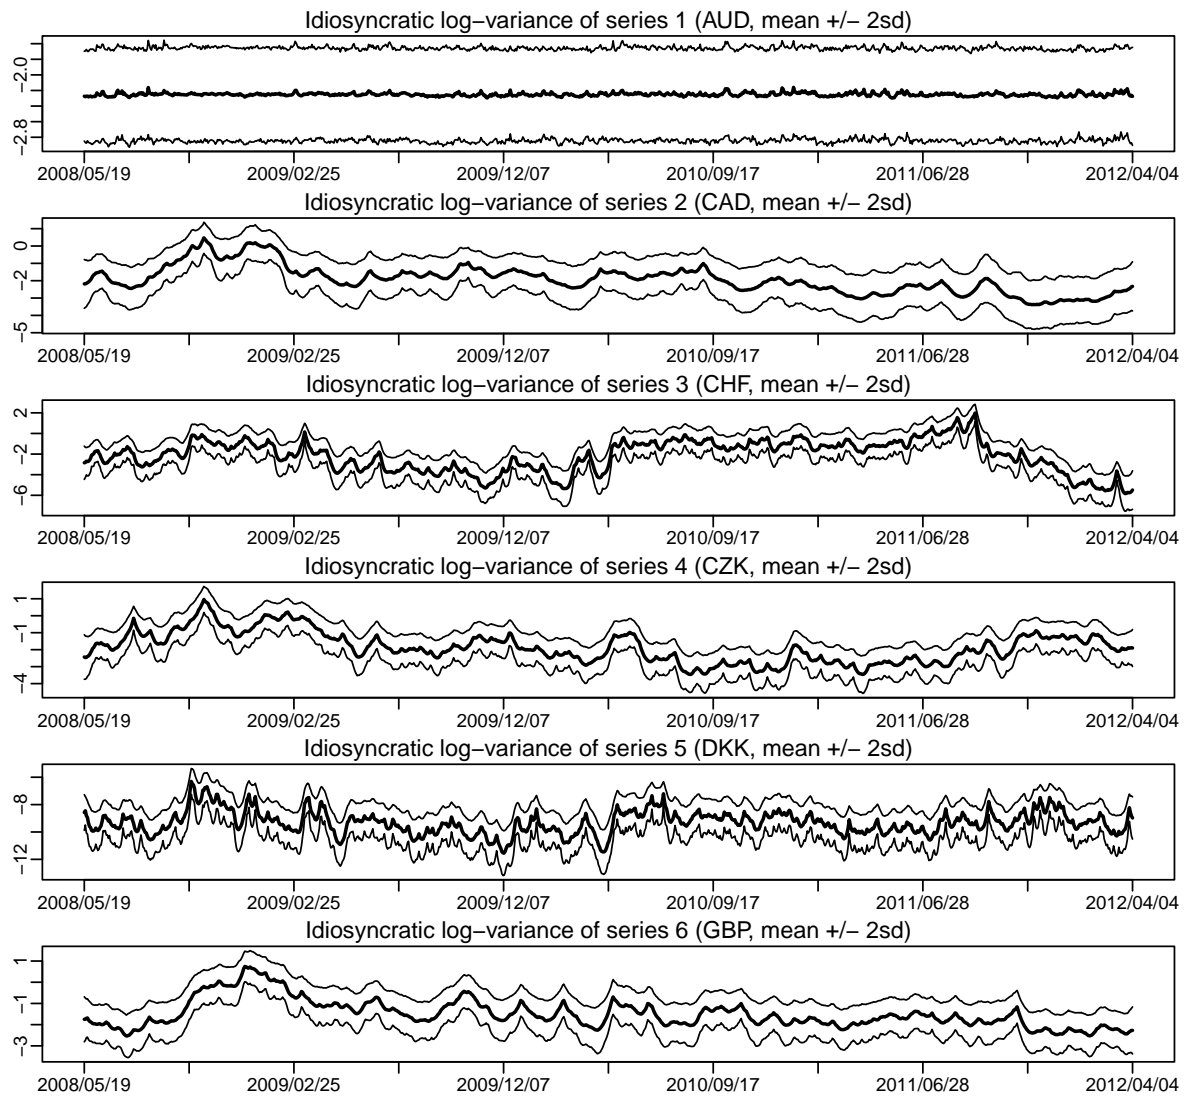 Idiosyncratic log−variance of series 1 (AUD, mean +/− 2sd)
−2.0
−2.8
2008/05/19 2009/02/25 2009/12/07 2010/09/17 2011/06/28 2012/04/04
Idiosyncratic log−variance of series 2 (CAD, mean +/− 2sd)
0
−2
−5
2008/05/19 2009/02/25 2009/12/07 2010/09/17 2011/06/28 2012/04/04
Idiosyncratic log−variance of series 3 (CHF, mean +/− 2sd)
2
−2
−6
2008/05/19 2009/02/25 2009/12/07 2010/09/17 2011/06/28 2012/04/04
Idiosyncratic log−variance of series 4 (CZK, mean +/− 2sd)
1
−1
−4
2008/05/19 2009/02/25 2009/12/07 2010/09/17 2011/06/28 2012/04/04
Idiosyncratic log−variance of series 5 (DKK, mean +/− 2sd)
−8
−12
2008/05/19 2009/02/25 2009/12/07 2010/09/17 2011/06/28 2012/04/04
Idiosyncratic log−variance of series 6 (GBP, mean +/− 2sd)
1
−1
−3
2008/05/19 2009/02/25 2009/12/07 2010/09/17 2011/06/28 2012/04/04